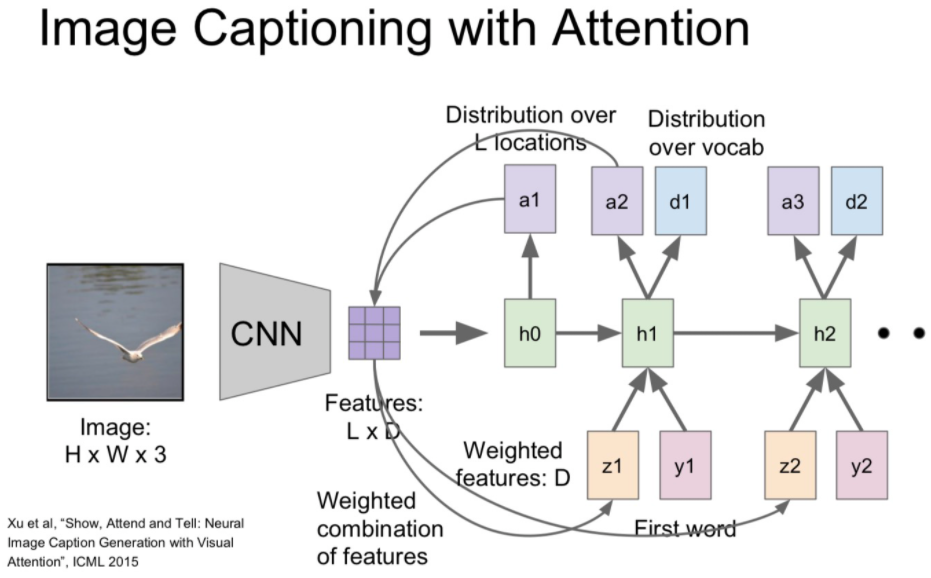 Image Captioning with Attention
Distribution over
L locations
Distribution
over vocab
a1
a2
d1
a3
d2
CNN
h0
h1
h2
Image:
H x W x 3
Features:
L x D
Weighted
features: D
z1
y1
z2
y2
Weighted
combination
of features
First word
Xu et al, “Show, Attend and Tell: Neural
Image Caption Generation with Visual
Attention”, ICML 2015